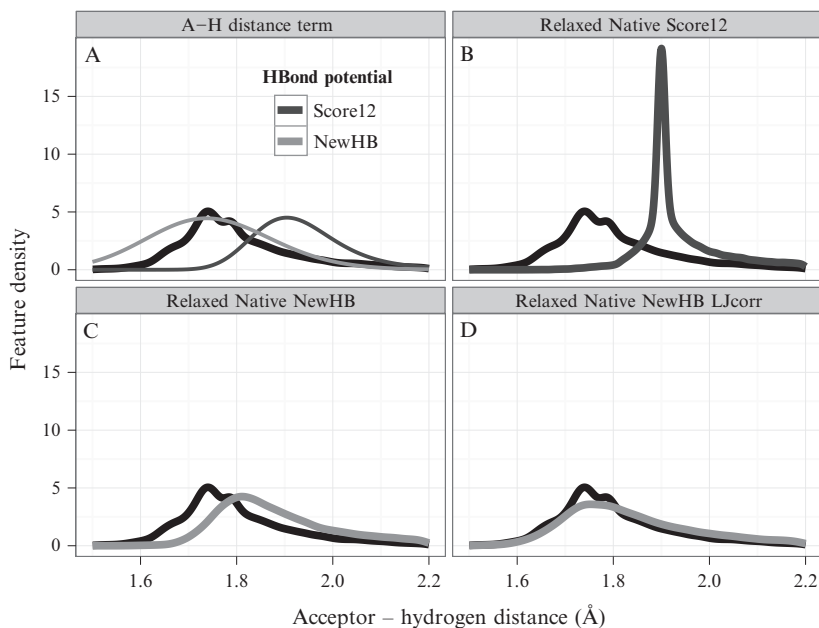 A–H distance term
Relaxed Native Score12
A
B
HBond potential
Score12
NewHB
15
10
5
0
Relaxed Native NewHB
Relaxed Native NewHB LJcorr
C
D
15
10
5
0
Feature density
1.6
1.8
2.0
2.2
1.6
1.8
2.0
2.2
Acceptor – hydrogen distance (Å)